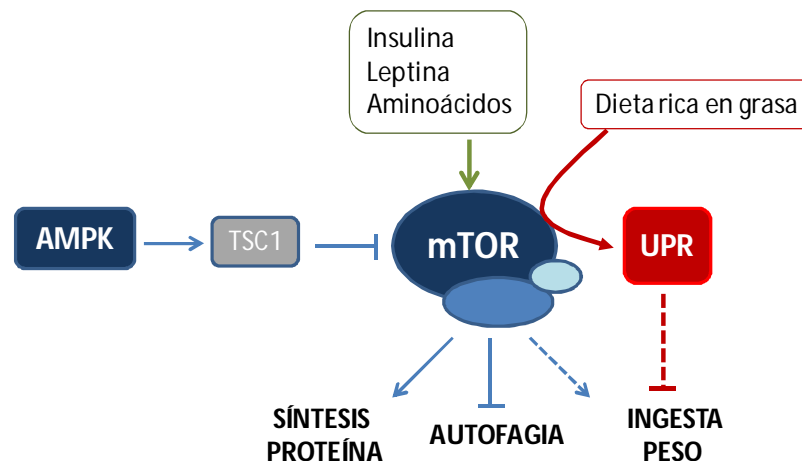 Insulina
Leptina
Aminoácidos
Dieta rica en grasa
AMPK
TSC1
mTOR
UPR
SÍNTESIS
PROTEÍNA
AUTOFAGIA
INGESTA
PESO